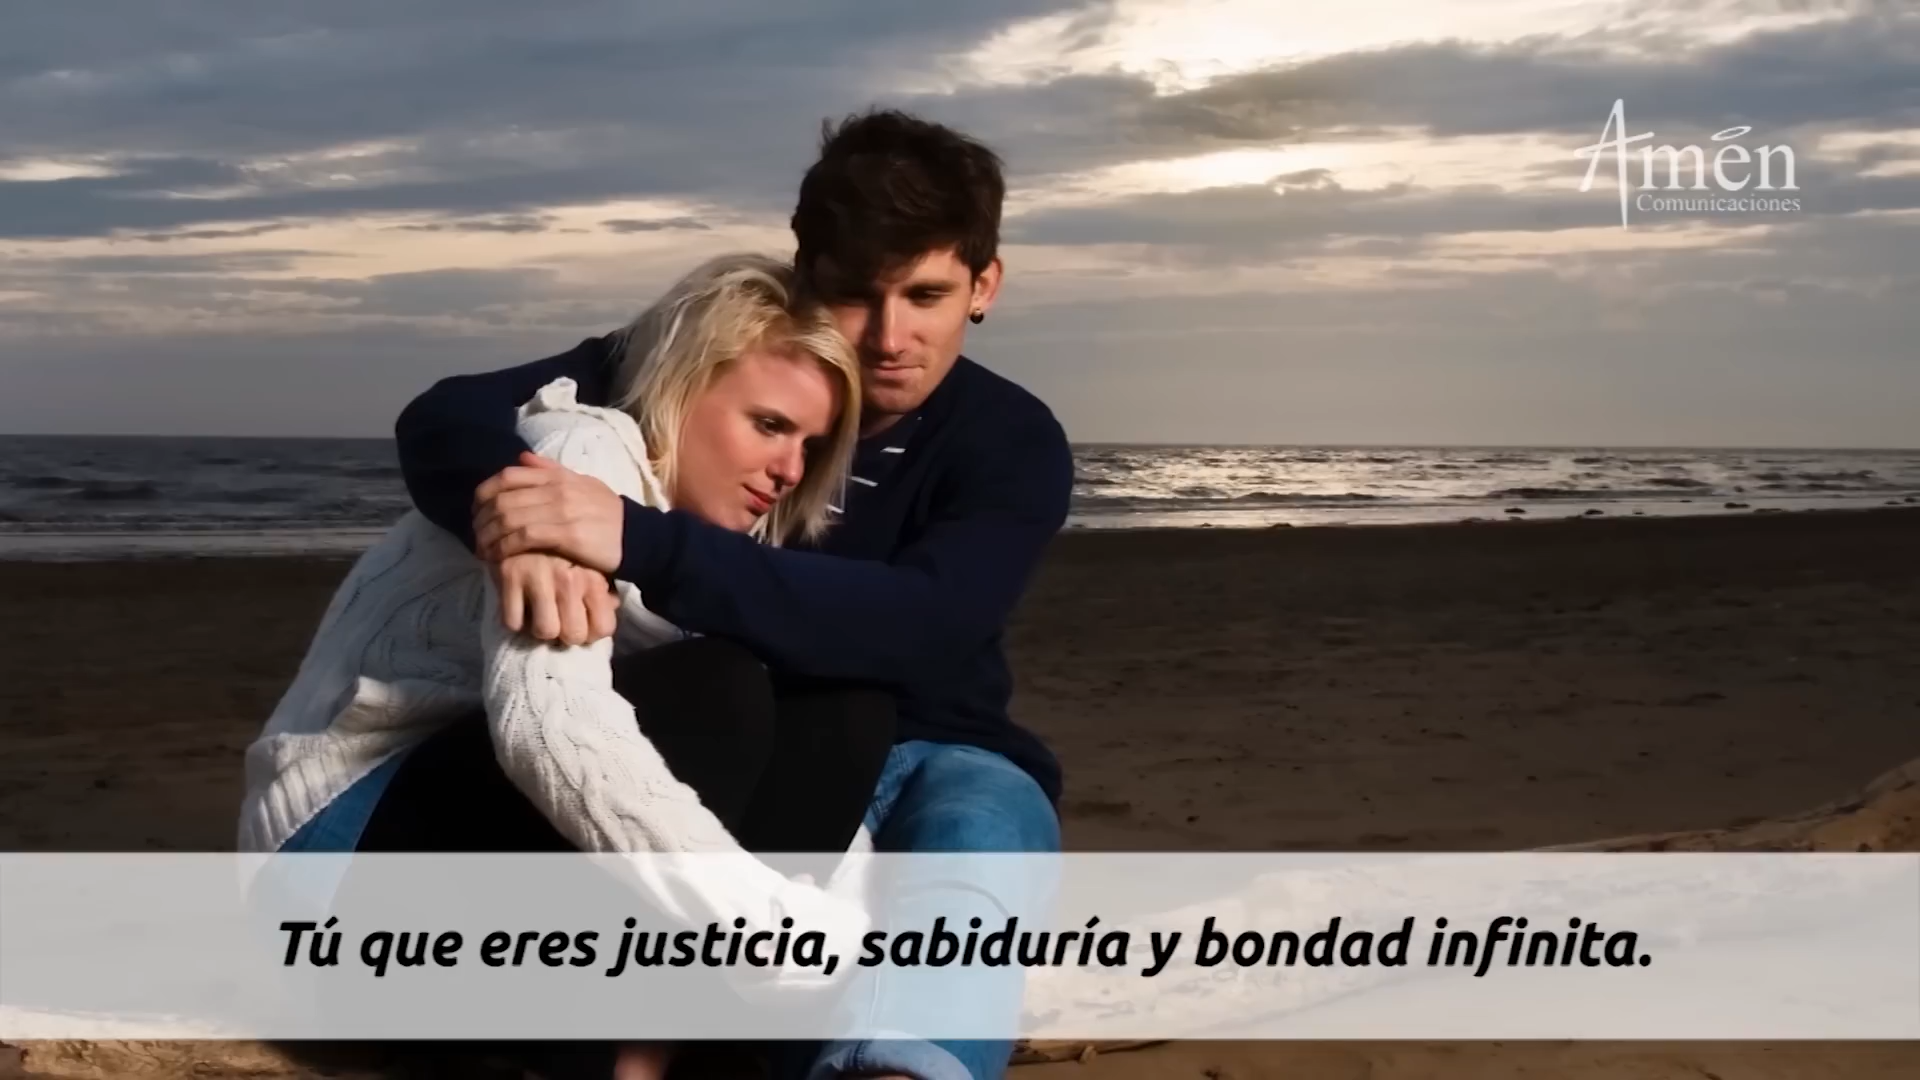 Amén
Comunicaciones
Tú que eres justicia, sabiduría y bondad infinita.